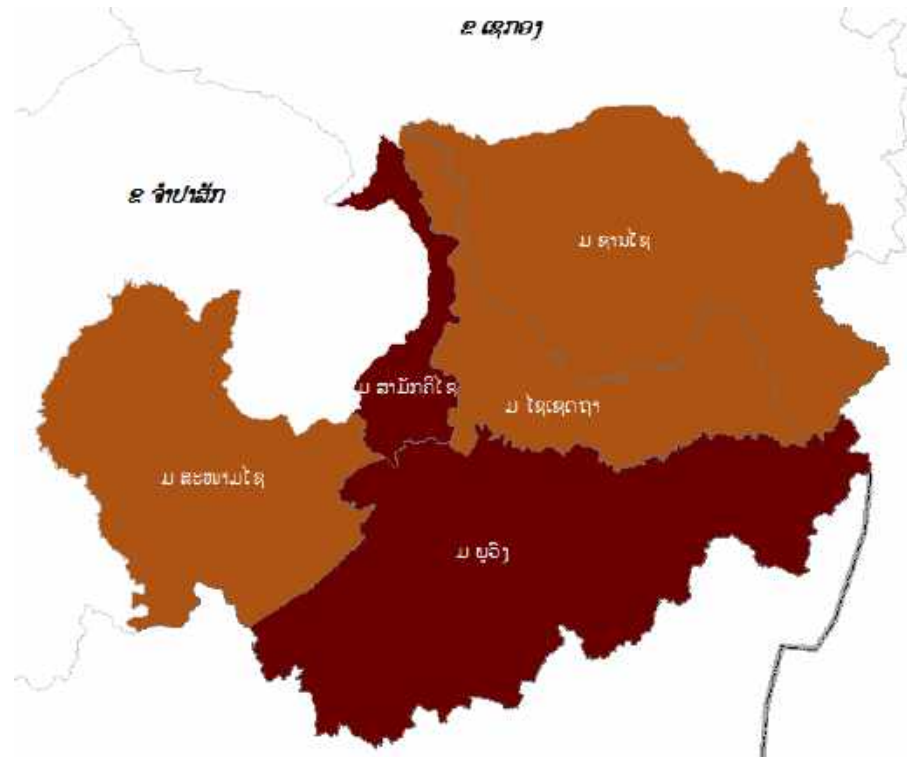 ຂ ເຊກອງ
ຂ ຈຳປາສັກ
ມ ຊານໄຊ
ມ ສາມັກຄີໄຊ
ມ ໄຊເຊດຖາ
ມ ສະໜາມໄຊ
ມ ພູວົງ